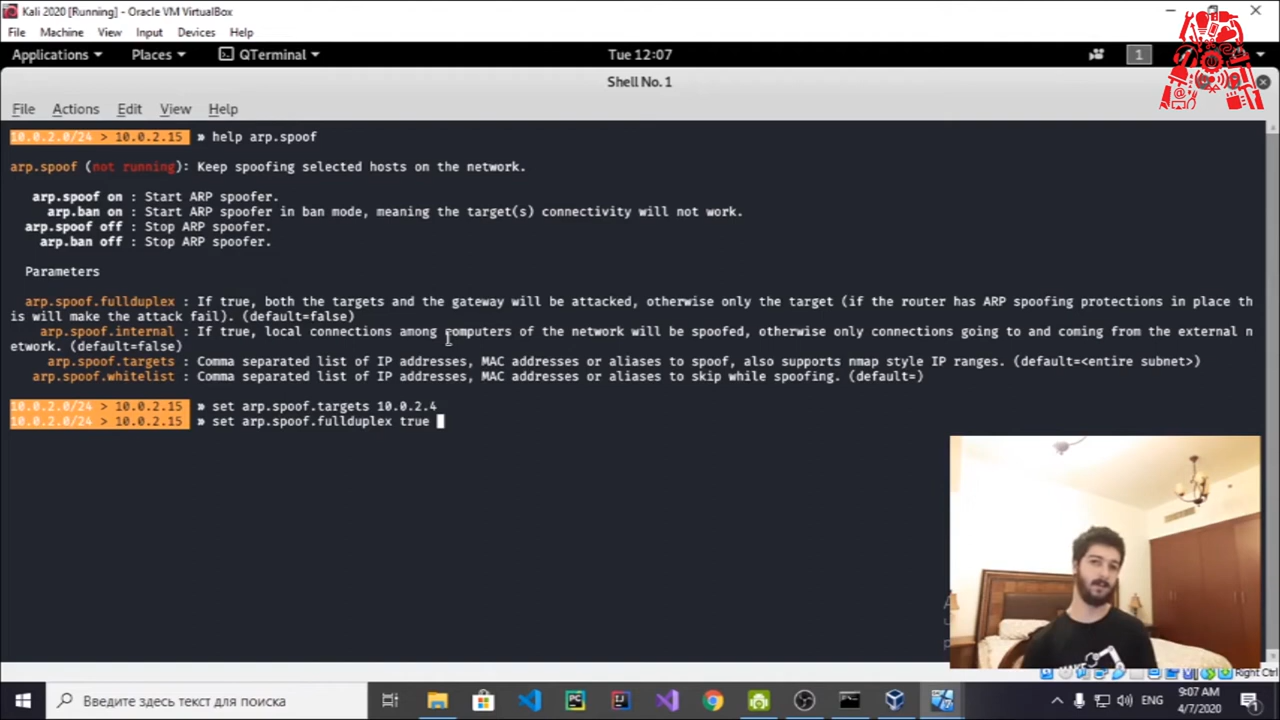 Kali 2020 [Running] - Oracle VM VirtualBox
File Machine View Input Devices Help
Applications Places QTerminal Tue 12:07 1
Shell No. 1
File Actions Edit View Help
10.0.2.0/24 > 10.0.2.15 » help arp.spoof
arp.spoof (not running): Keep spoofing selected hosts on the network.
arp.spoof on : Start ARP spoofer.
arp.ban on : Start ARP spoofer in ban mode, meaning the target(s) connectivity will not work.
arp.spoof off : Stop ARP spoofer.
arp.ban off : Stop ARP spoofer.
Parameters
arp.spoof.fullduplex : If true, both the targets and the gateway will be attacked, otherwise only the target (if the router has ARP spoofing protections in place th
is will make the attack fail). (default=false)
arp.spoof.internal : If true, local connections among computers of the network will be spoofed, otherwise only connections going to and coming from the external n
etwork. (default=false)
arp.spoof.targets : Comma separated list of IP addresses, MAC addresses or aliases to spoof, also supports nmap style IP ranges. (default=<entire subnet>)
arp.spoof.whitelist : Comma separated list of IP addresses, MAC addresses or aliases to skip while spoofing. (default=)
10.0.2.0/24 > 10.0.2.15 » set arp.spoof.targets 10.0.2.4
10.0.2.0/24 > 10.0.2.15 » set arp.spoof.fullduplex true
Right Ctrl
Введите здесь текст для поиска
ENG
9:07 AM
4/7/2020